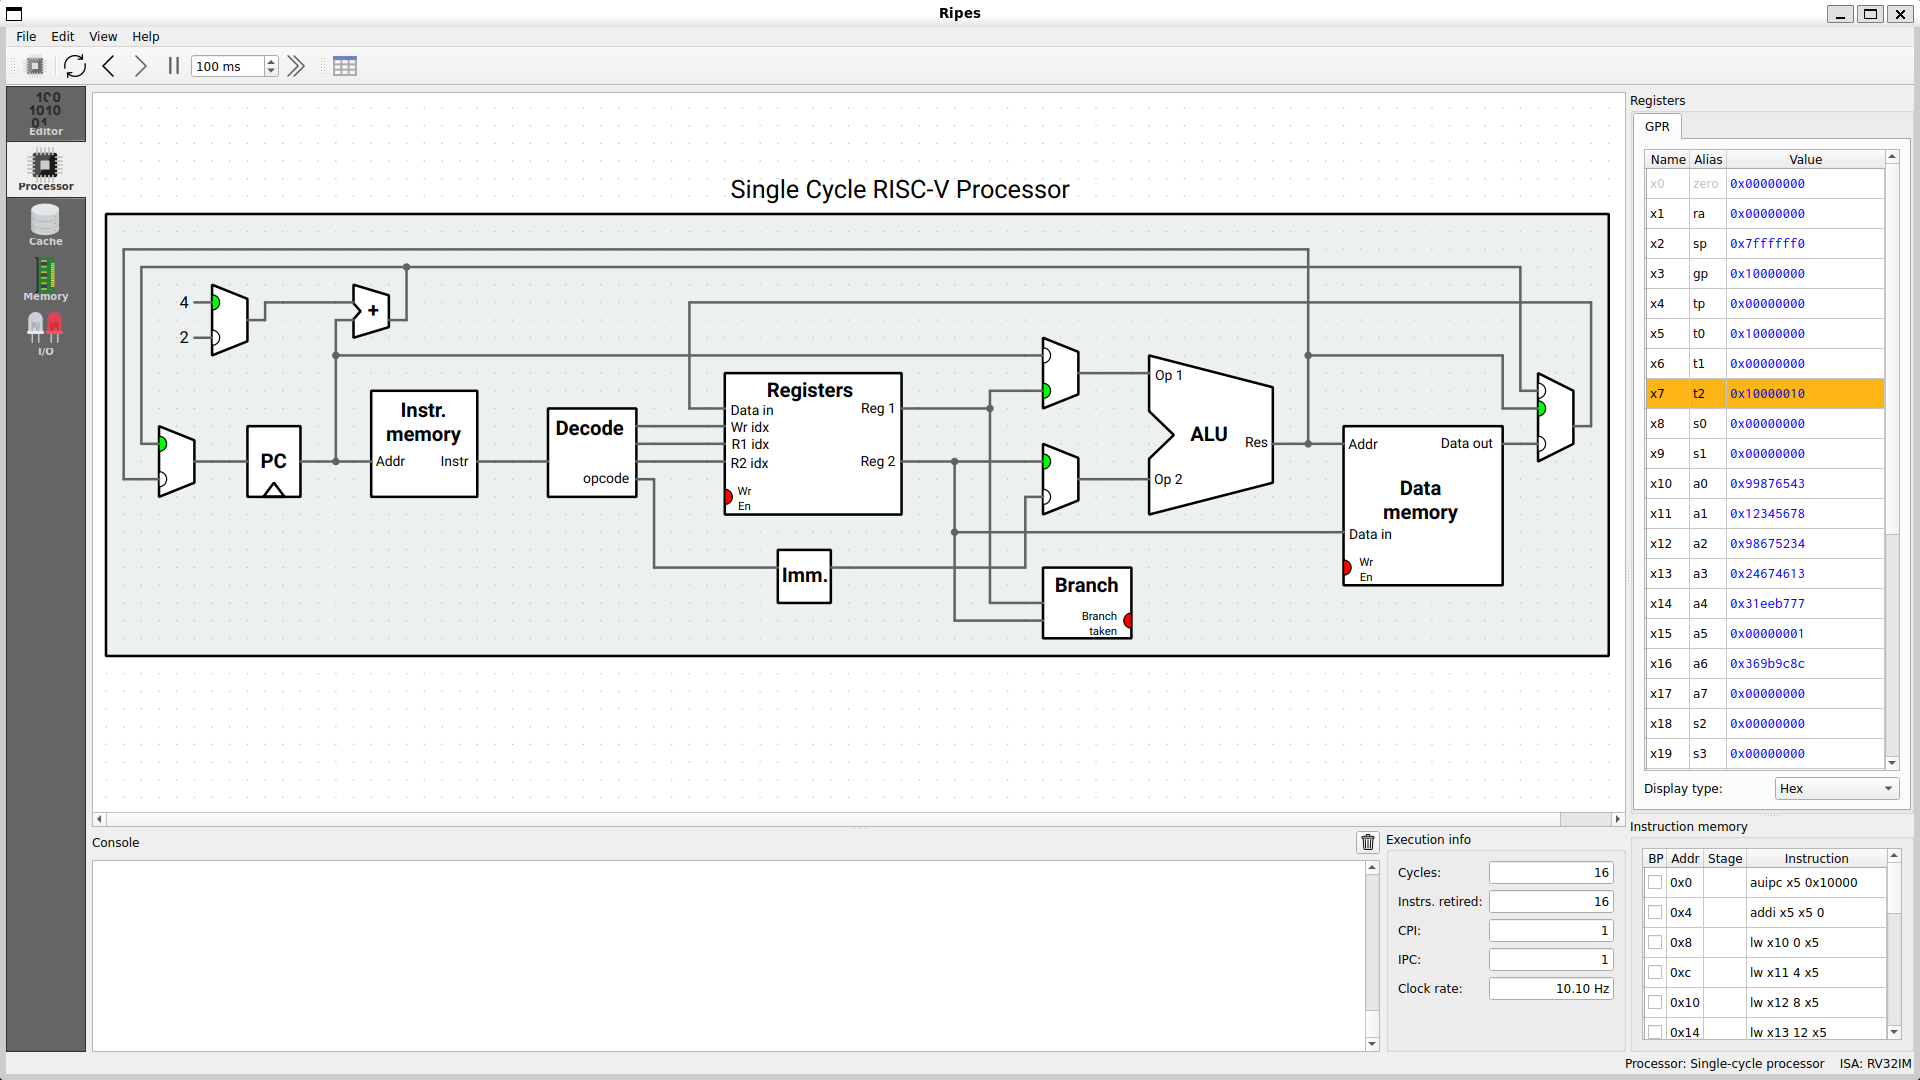 Ripes
File Edit View Help
100 ms
Editor
Processor
Cache
Memory
I/O
Single Cycle RISC-V Processor
4
2
+
PC
Instr. memory
Addr
Instr
Decode
opcode
Registers
Data in
Wr idx
R1 idx
R2 idx
Wr En
Reg 1
Reg 2
Imm.
Op 1
Op 2
ALU
Res
Branch
Branch taken
Addr
Data out
Data memory
Data in
Wr En
Registers
GPR
Name Alias Value
x0 zero 0x00000000
x1 ra 0x00000000
x2 sp 0x7ffffff0
x3 gp 0x10000000
x4 tp 0x00000000
x5 t0 0x10000000
x6 t1 0x00000000
x7 t2 0x10000010
x8 s0 0x00000000
x9 s1 0x00000000
x10 a0 0x99876543
x11 a1 0x12345678
x12 a2 0x98675234
x13 a3 0x24674613
x14 a4 0x31eeb777
x15 a5 0x00000001
x16 a6 0x369b9c8c
x17 a7 0x00000000
x18 s2 0x00000000
x19 s3 0x00000000
Display type: Hex
Console
Execution info
Cycles: 16
Instrs. retired: 16
CPI: 1
IPC: 1
Clock rate: 10.10 Hz
Instruction memory
BP Addr Stage Instruction
0x0 auipc x5 0x10000
0x4 addi x5 x5 0
0x8 lw x10 0 x5
0xc lw x11 4 x5
0x10 lw x12 8 x5
0x14 lw x13 12 x5
Processor: Single-cycle processor ISA: RV32IM